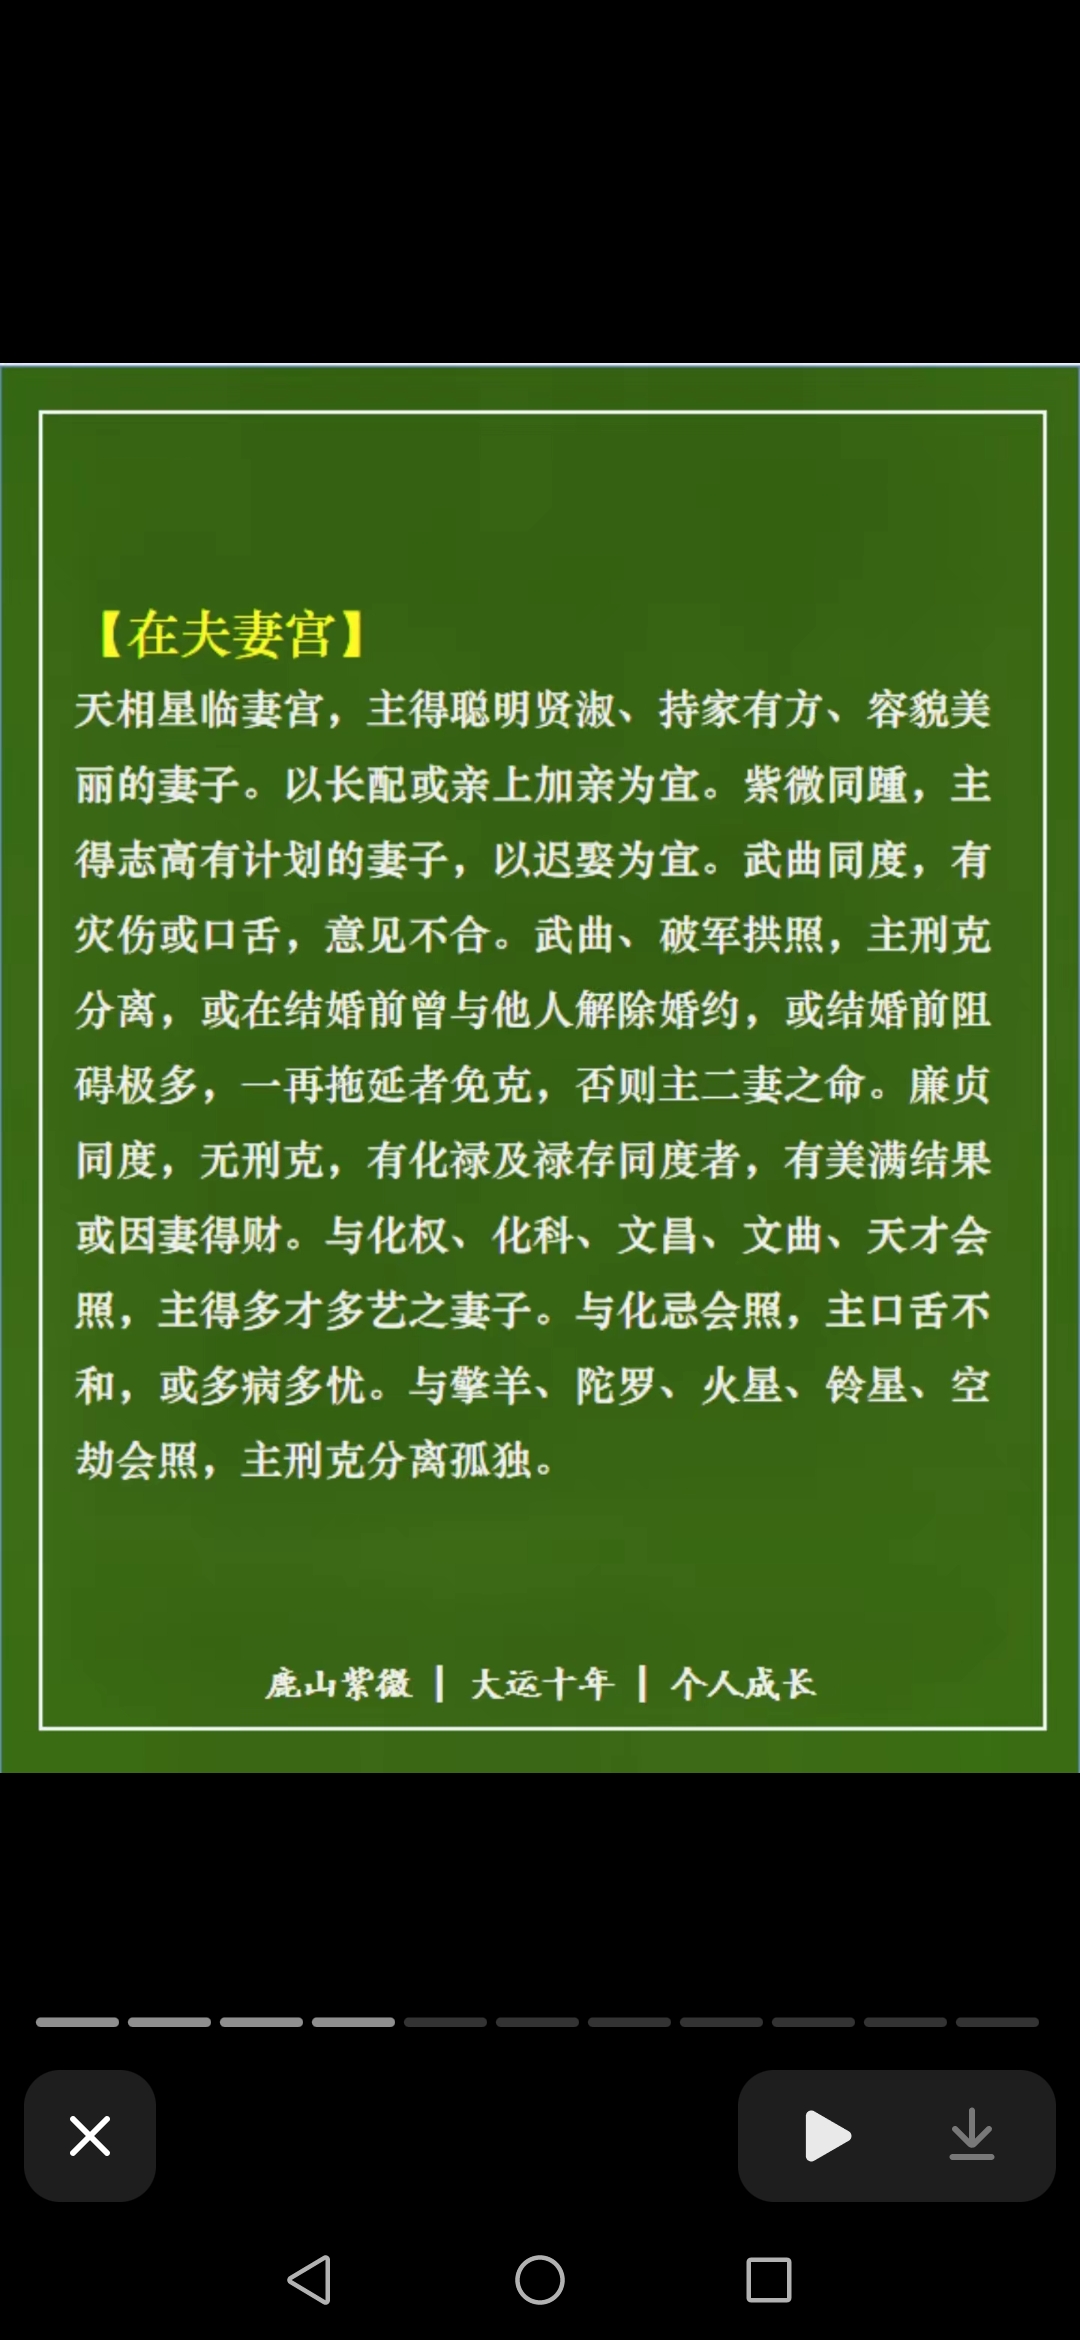 【在夫妻宫】
天相星临妻宫，主得聪明贤淑、持家有方、容貌美
丽的妻子。以长配或亲上加亲为宜。紫微同踵，主
得志高有计划的妻子，以迟娶为宜。武曲同度，有
灾伤或口舌，意见不合。武曲、破军拱照，主刑克
分离，或在结婚前曾与他人解除婚约，或结婚前阻
碍极多，一再拖延者免克，否则主二妻之命。廉贞
同度，无刑克，有化禄及禄存同度者，有美满结果
或因妻得财。与化权、化科、文昌、文曲、天才会
照，主得多才多艺之妻子。与化忌会照，主口舌不
和，或多病多忧。与擎羊、陀罗、火星、铃星、空
劫会照，主刑克分离孤独。
鹿山紫微 | 大运十年 | 个人成长